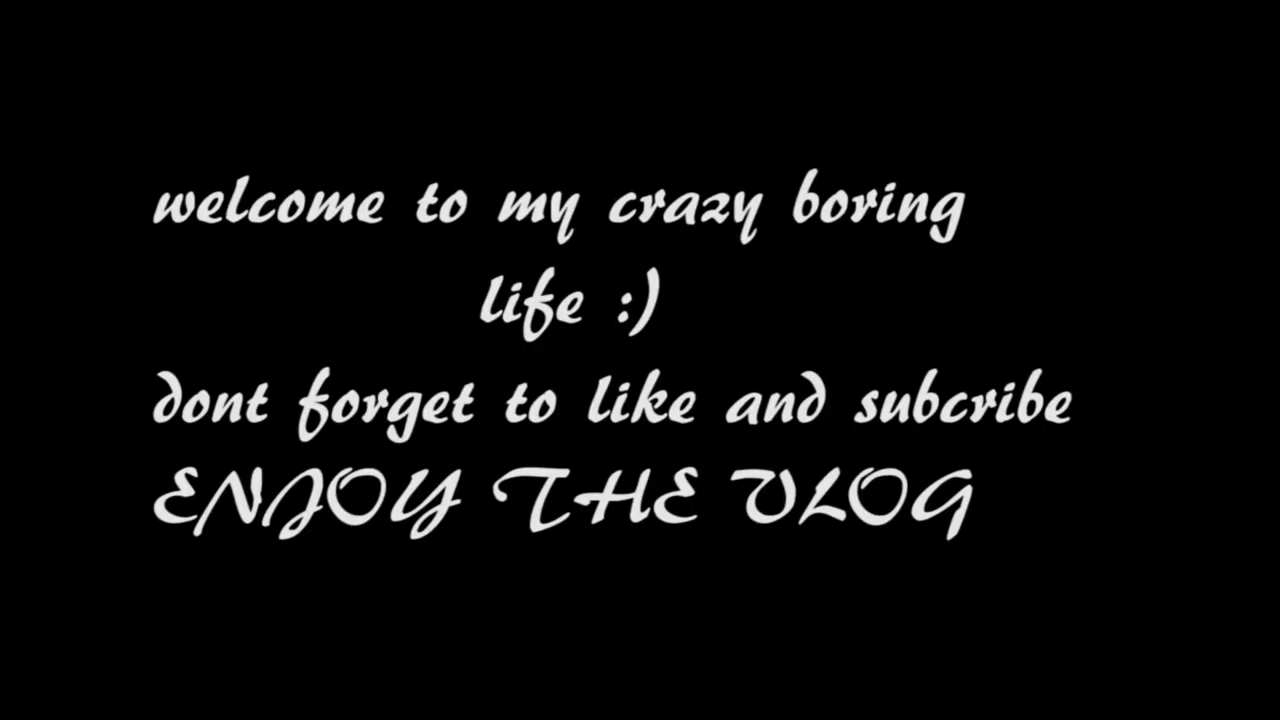 welcome to my crazy boring
life :)
dont forget to like and subcribe
ENJOY THE VLOG